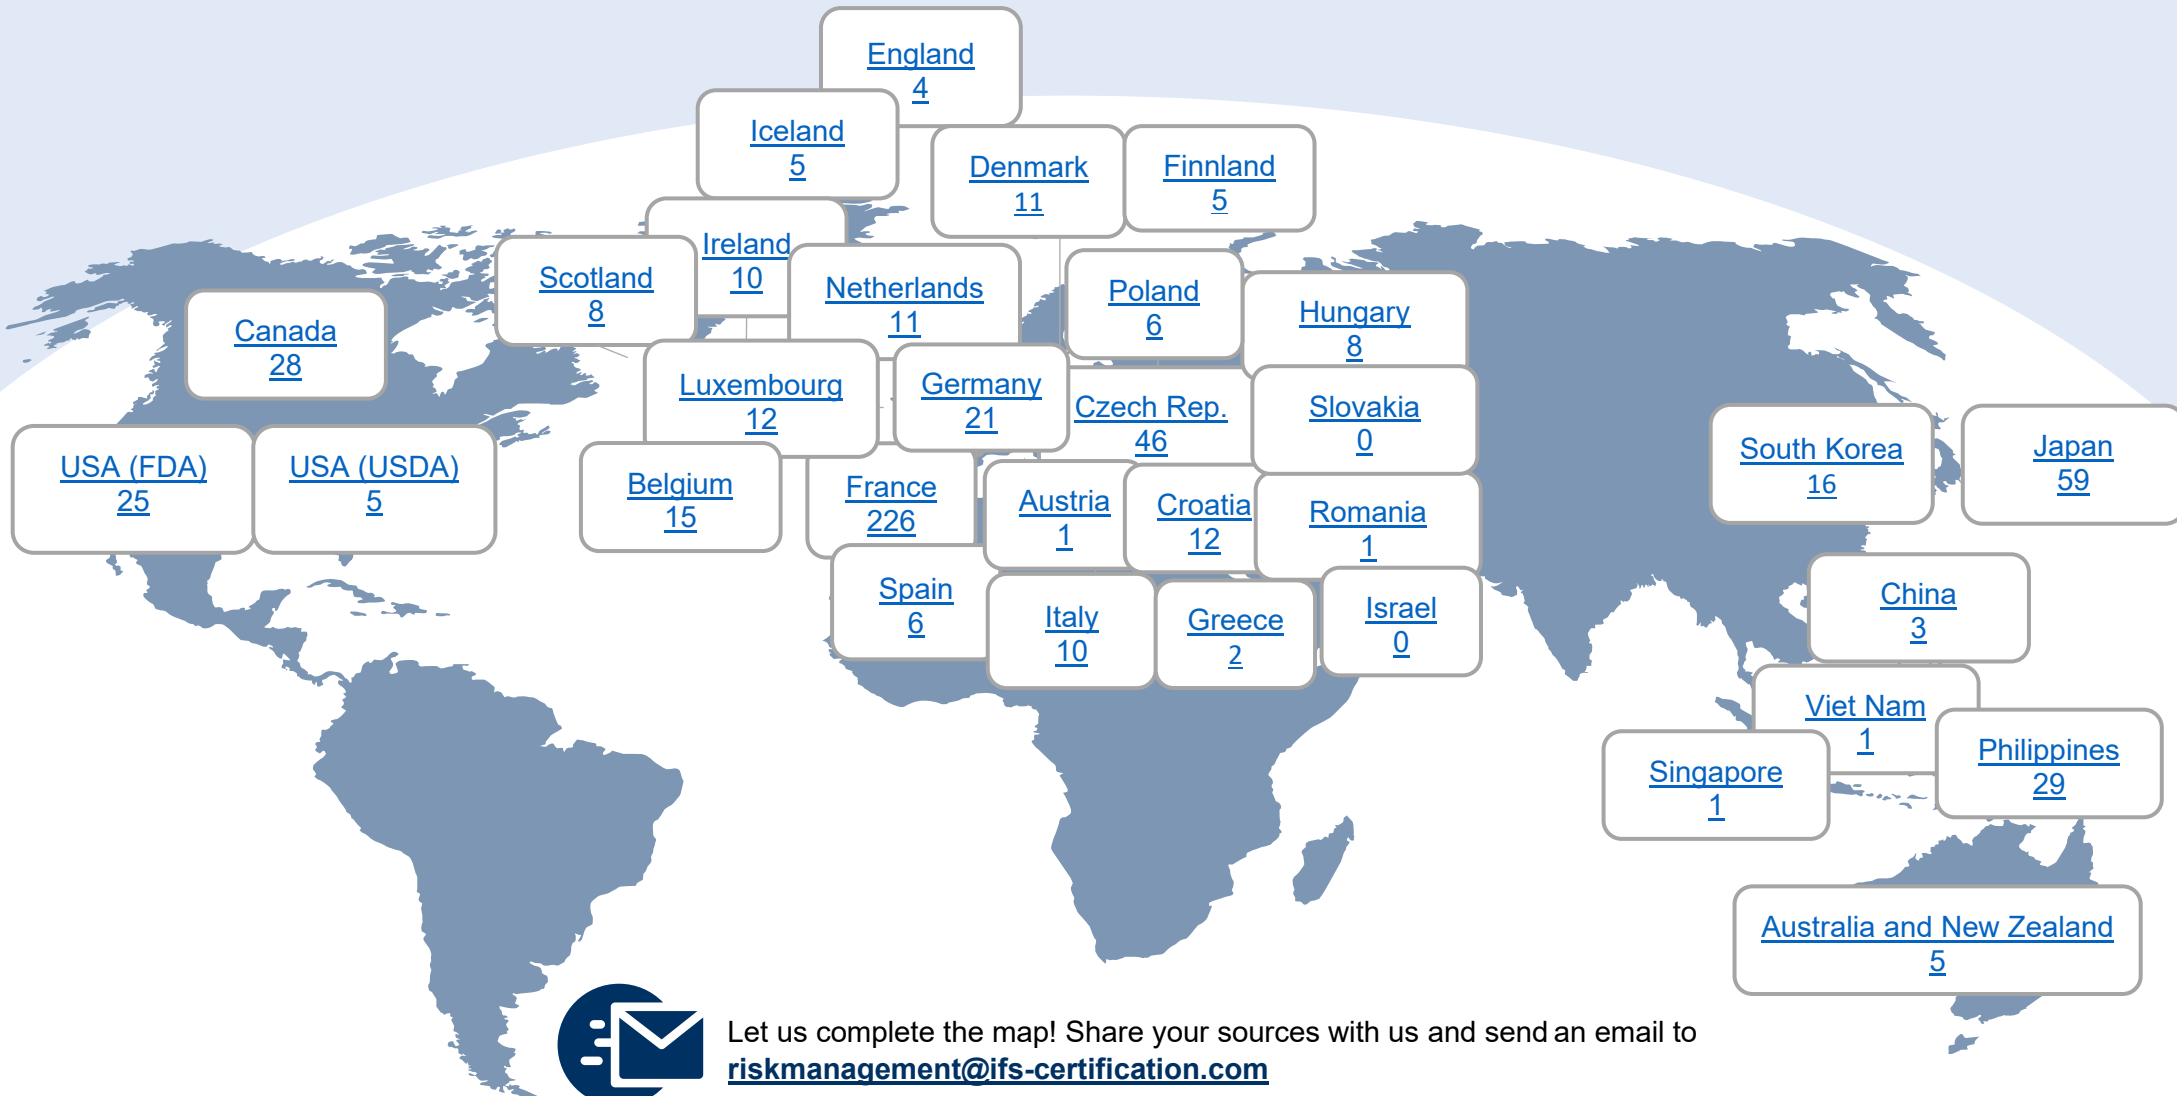 England
4
Iceland
5
Denmark
11
Finnland
5
Ireland
10
Scotland
8
Netherlands
11
Poland
6
Hungary
8
Canada
28
Luxembourg
12
Germany
21
Czech Rep.
46
Slovakia
0
USA (FDA)
25
USA (USDA)
5
Belgium
15
France
226
Austria
1
Croatia
12
Romania
1
South Korea
16
Japan
59
Spain
6
Italy
10
Greece
2
Israel
0
China
3
Viet Nam
1
Philippines
29
Singapore
1
Australia and New Zealand
5
Let us complete the map! Share your sources with us and send an email to
riskmanagement@ifs-certification.com